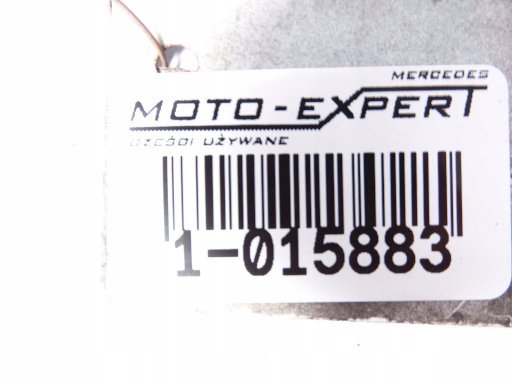 MERCEDES
MOTO-EXPERT
CZĘŚCI UŻYWANE
1-015883